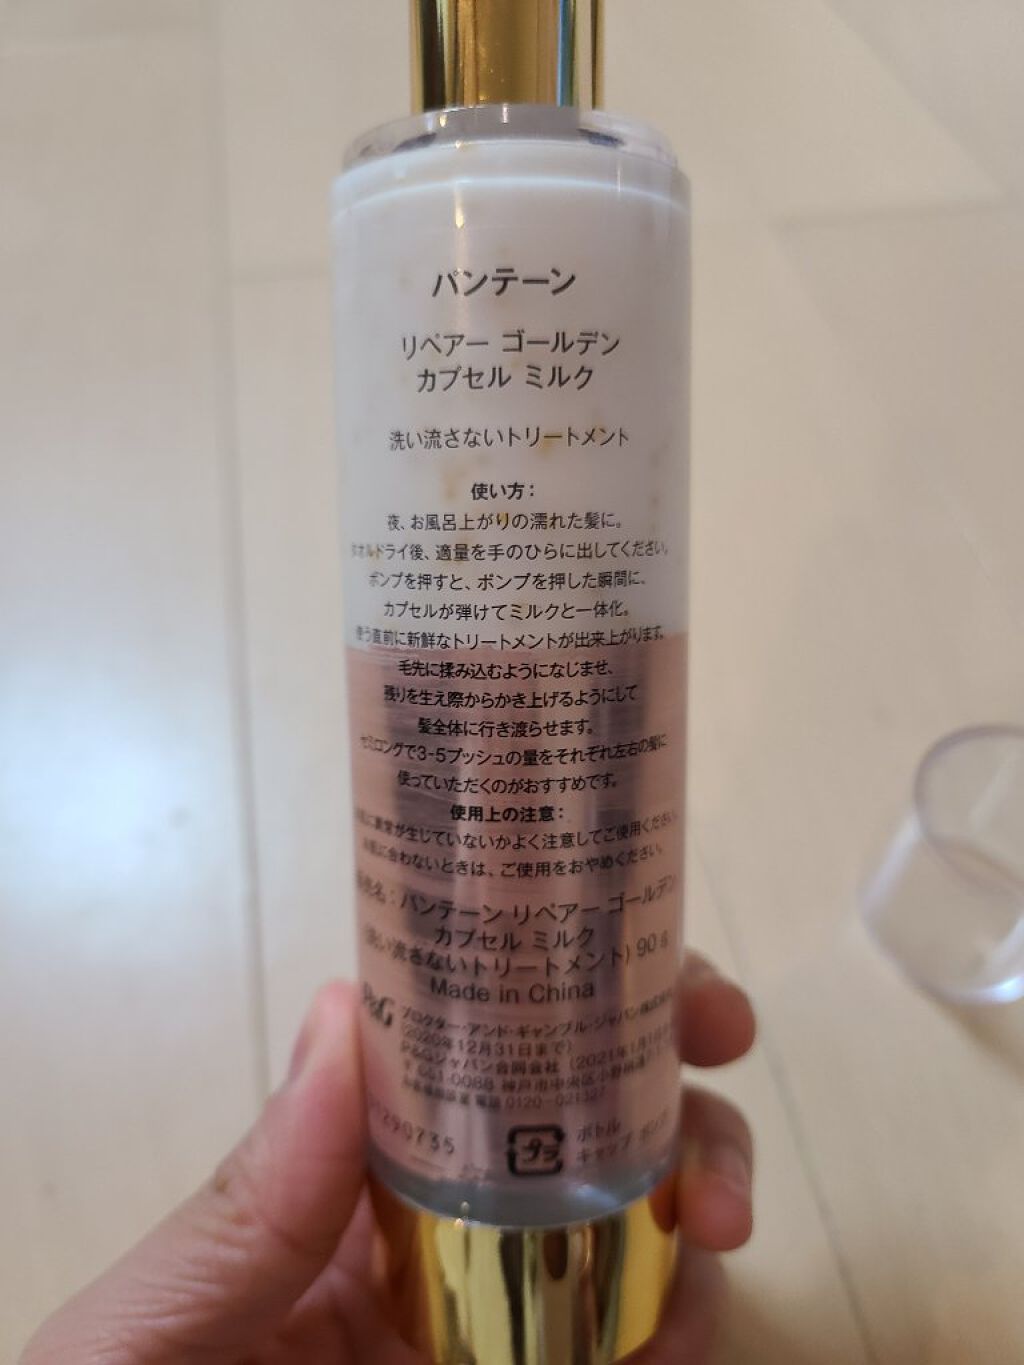 パンテーン
リペアー ゴールデン
カプセル ミルク
洗い流さないトリートメント
使い方：
夜、お風呂上がりの濡れた髪に。
タオルドライ後、適量を手のひらに出してください。
ポンプを押すと、ポンプを押した瞬間に、
カプセルが弾けてミルクと一体化。
使う直前に新鮮なトリートメントが出来上がります。
毛先に揉み込むようになじませ、
残りを生え際からかき上げるようにして
髪全体に行き渡らせます。
セミロングで3-5プッシュの量をそれぞれ左右の髪に
使っていただくのがおすすめです。
使用上の注意：
異常が生じていないかよく注意してご使用ください。
お肌に合わないときは、ご使用をおやめください。
販売名：パンテーン リペアー ゴールデン
カプセル ミルク
(洗い流さないトリートメント) 90g
Made in China
P&G プロクター・アンド・ギャンブル・ジャパン株式会社
(2020年12月31日まで)
P&Gジャパン合同会社 (2021年1月1日
〒651-0088 神戸市中央区小野柄通
お客様相談室 電話 0120-021327
01290735
プラ
ボトル
キャップ ポンプ